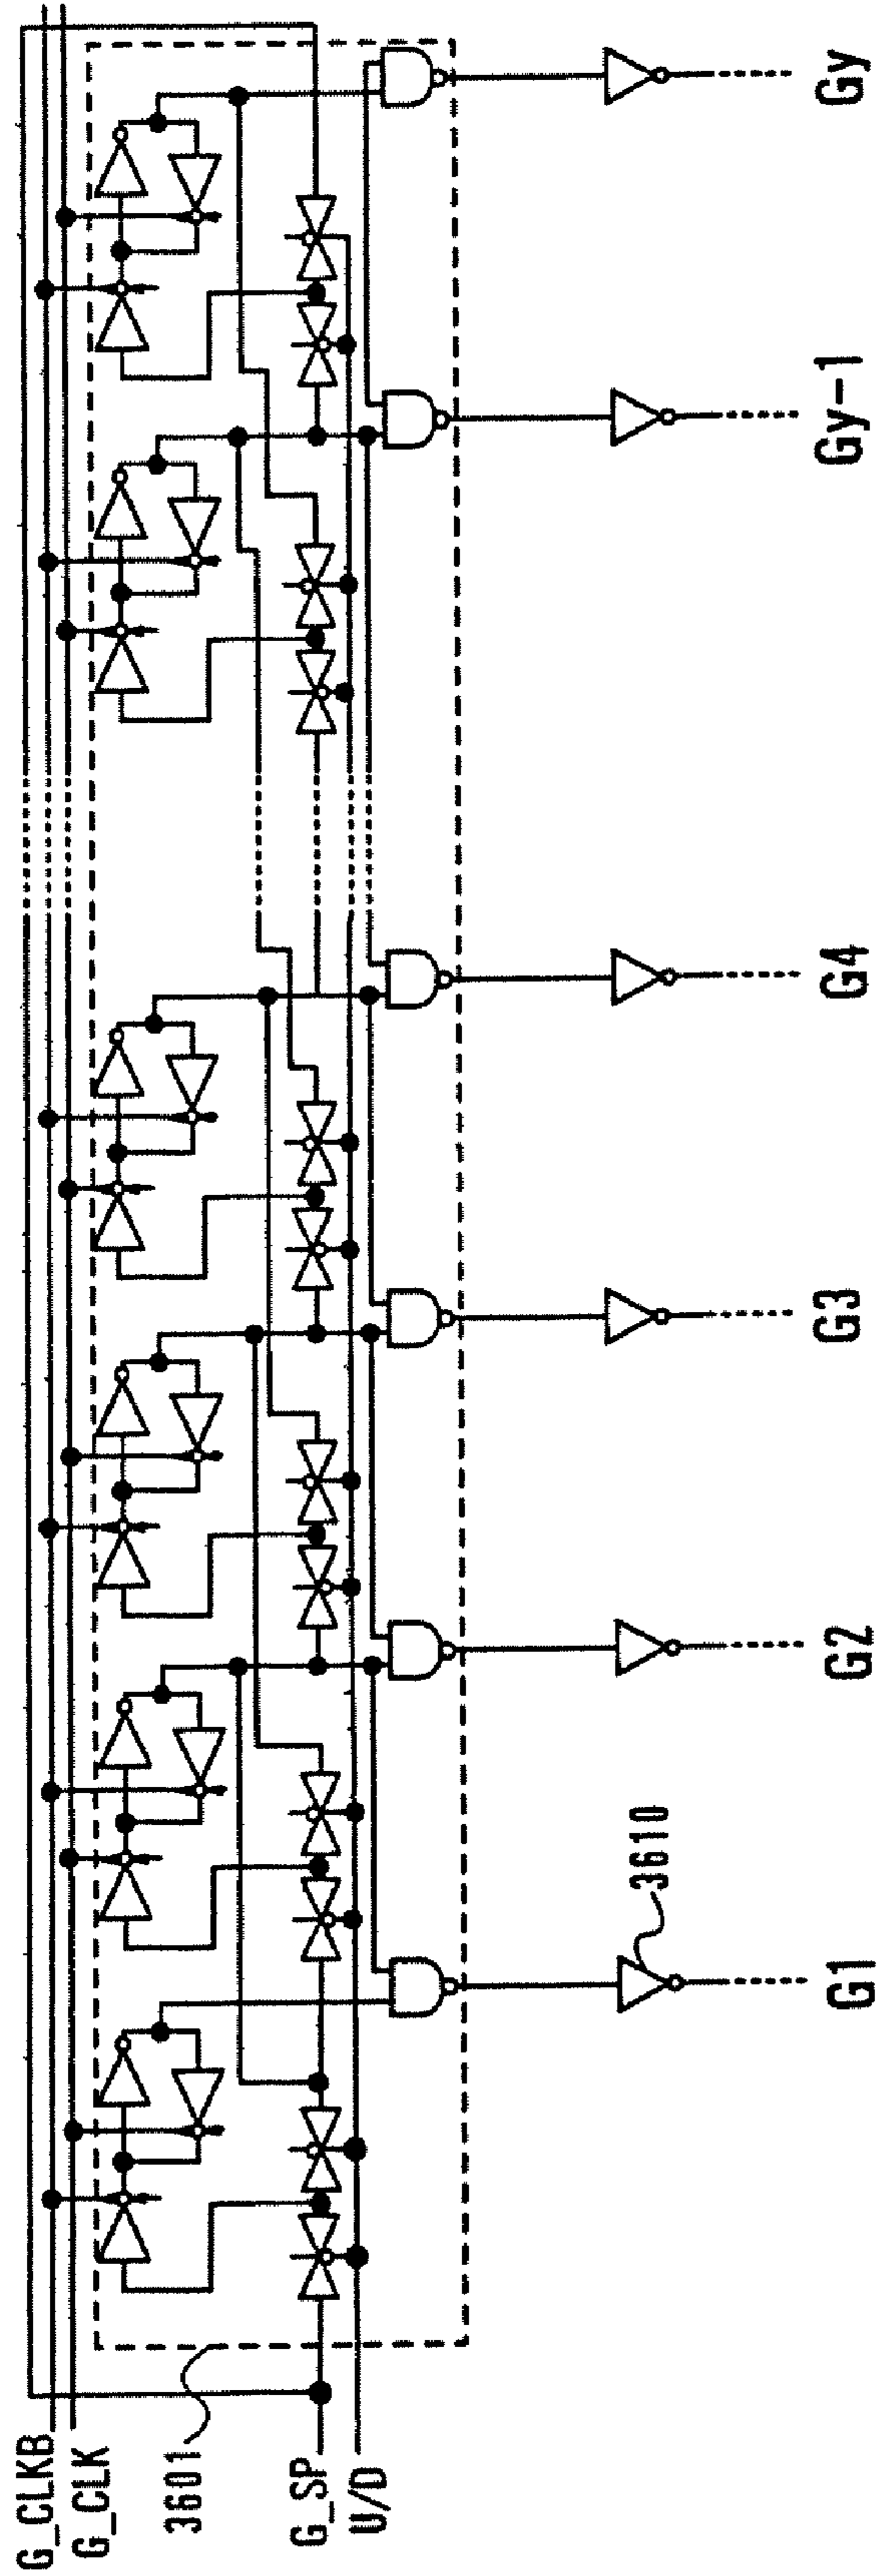 G_CLKB
G_CLK
3601
G_SP
U/D
3610
G1
G2
G3
G4
Gy-1
Gy